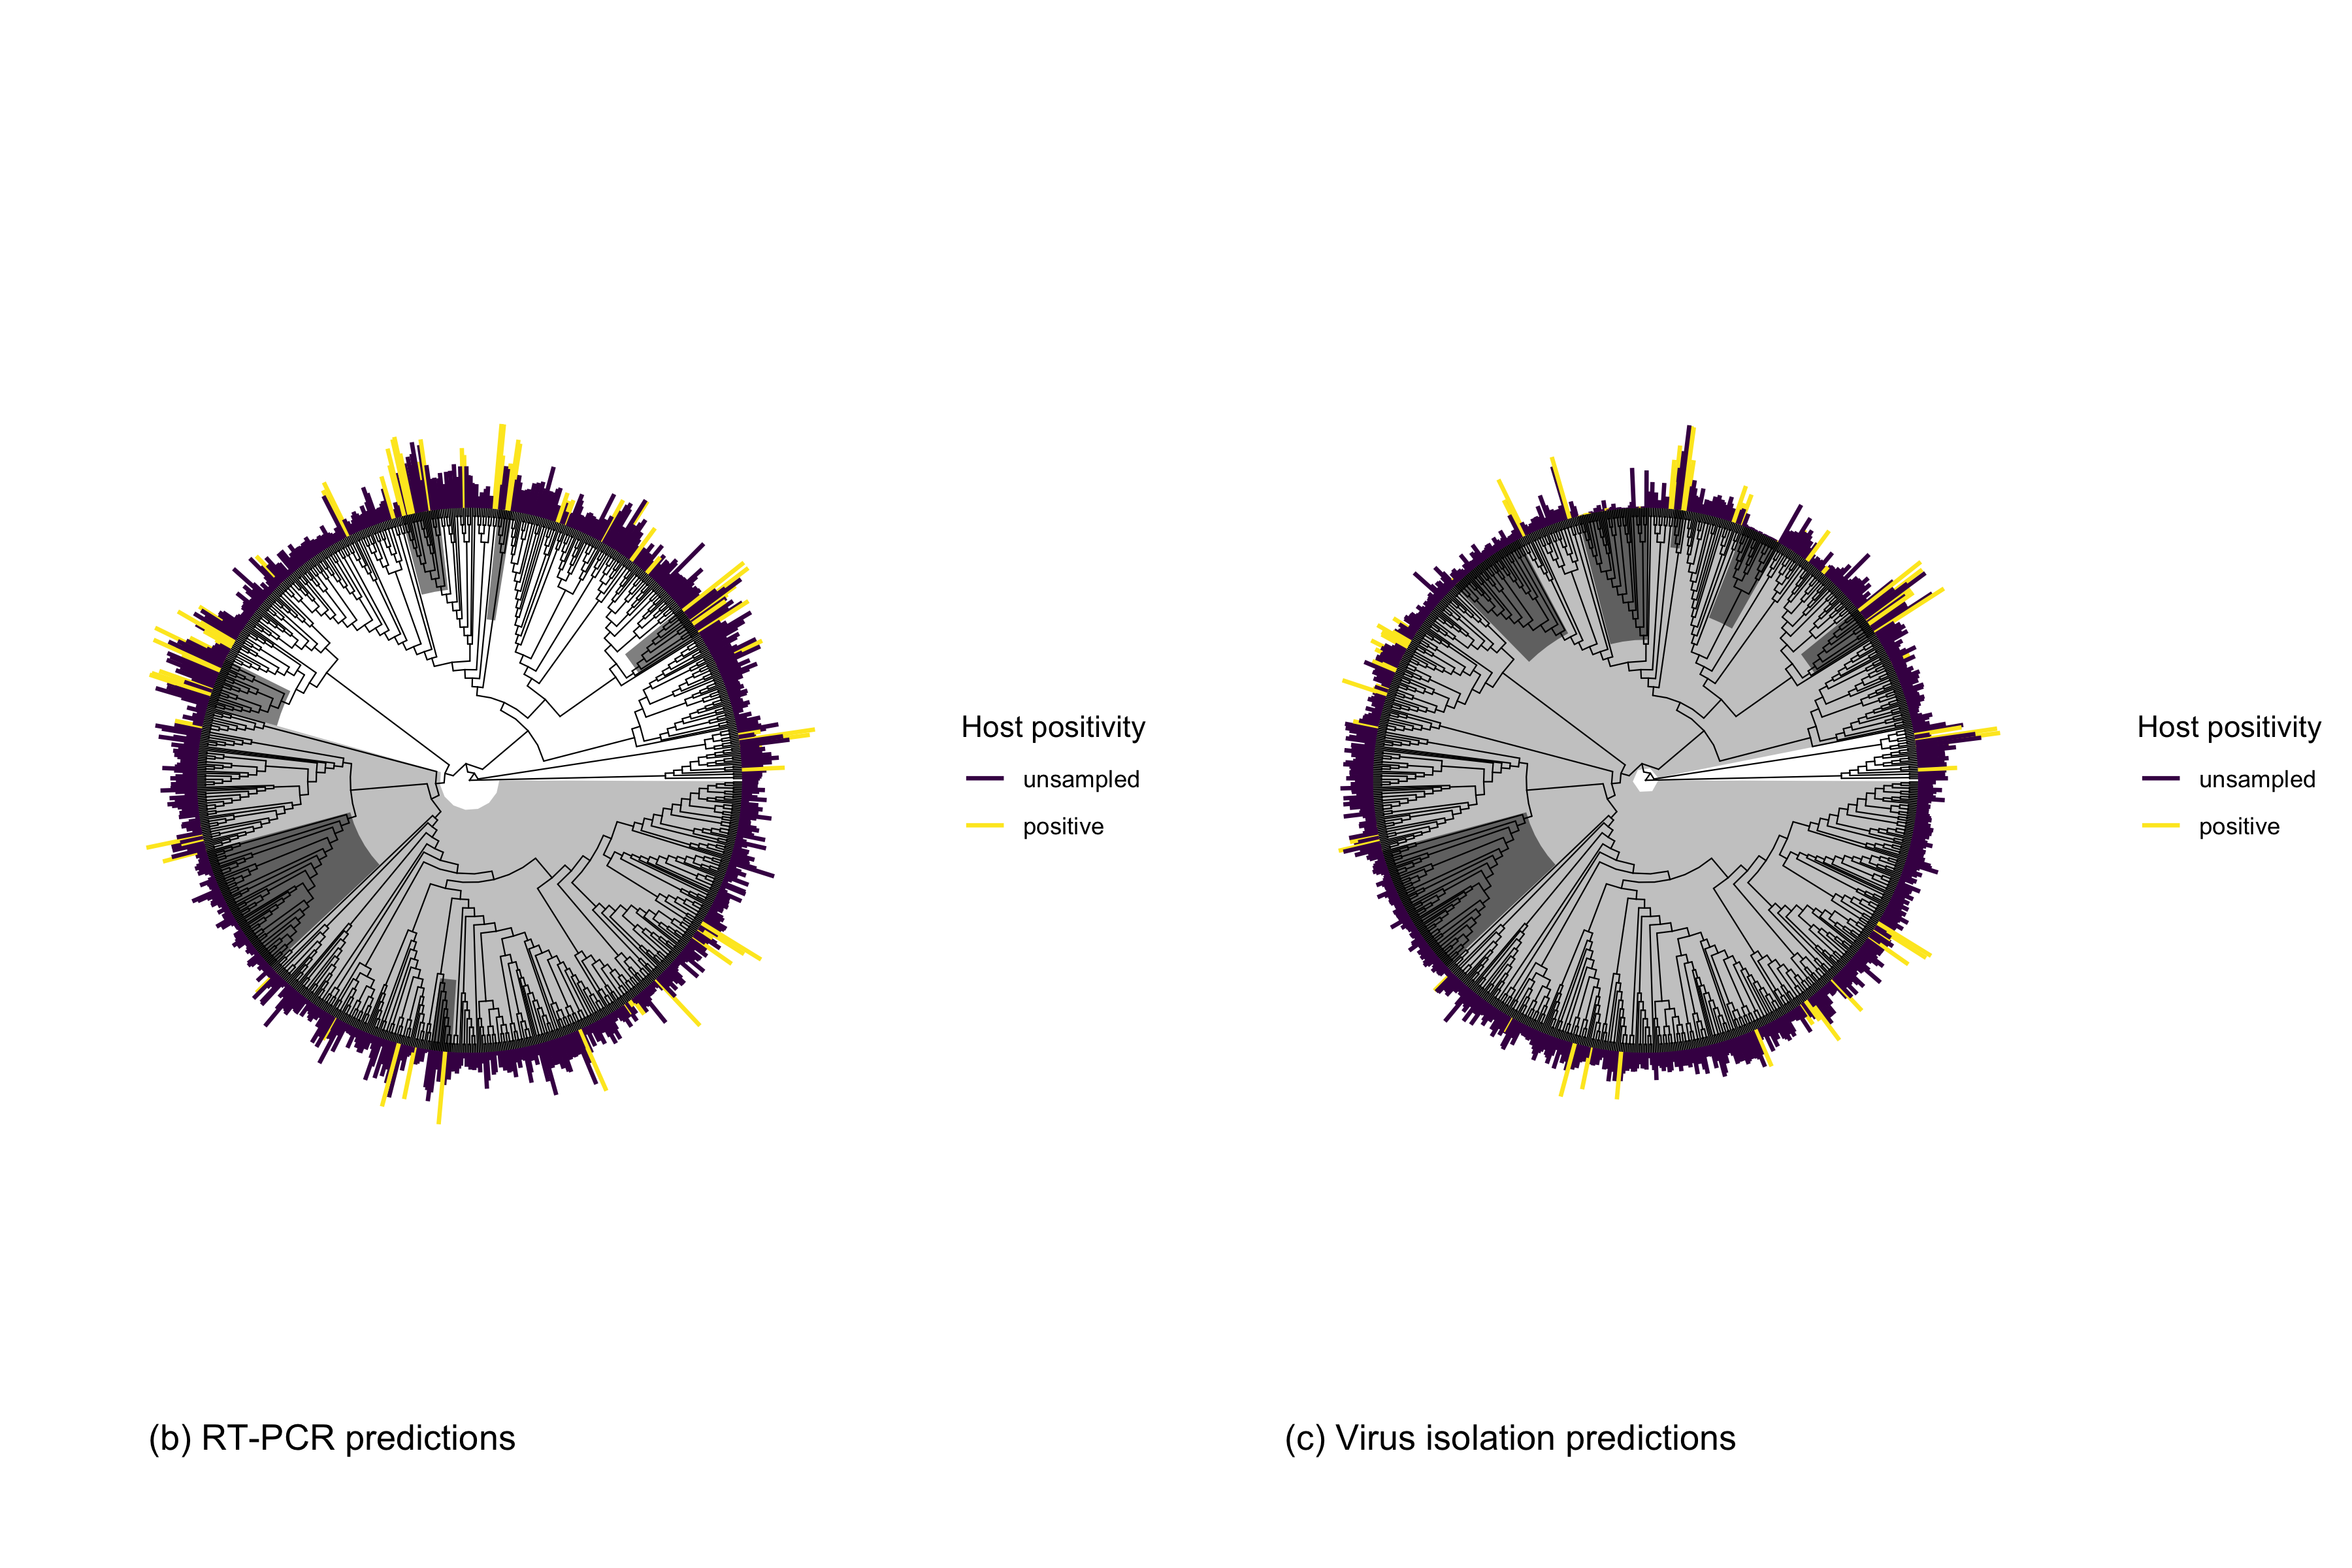 Host positivity
unsampled
positive
Host positivity
unsampled
positive
(b) RT-PCR predictions
(c) Virus isolation predictions